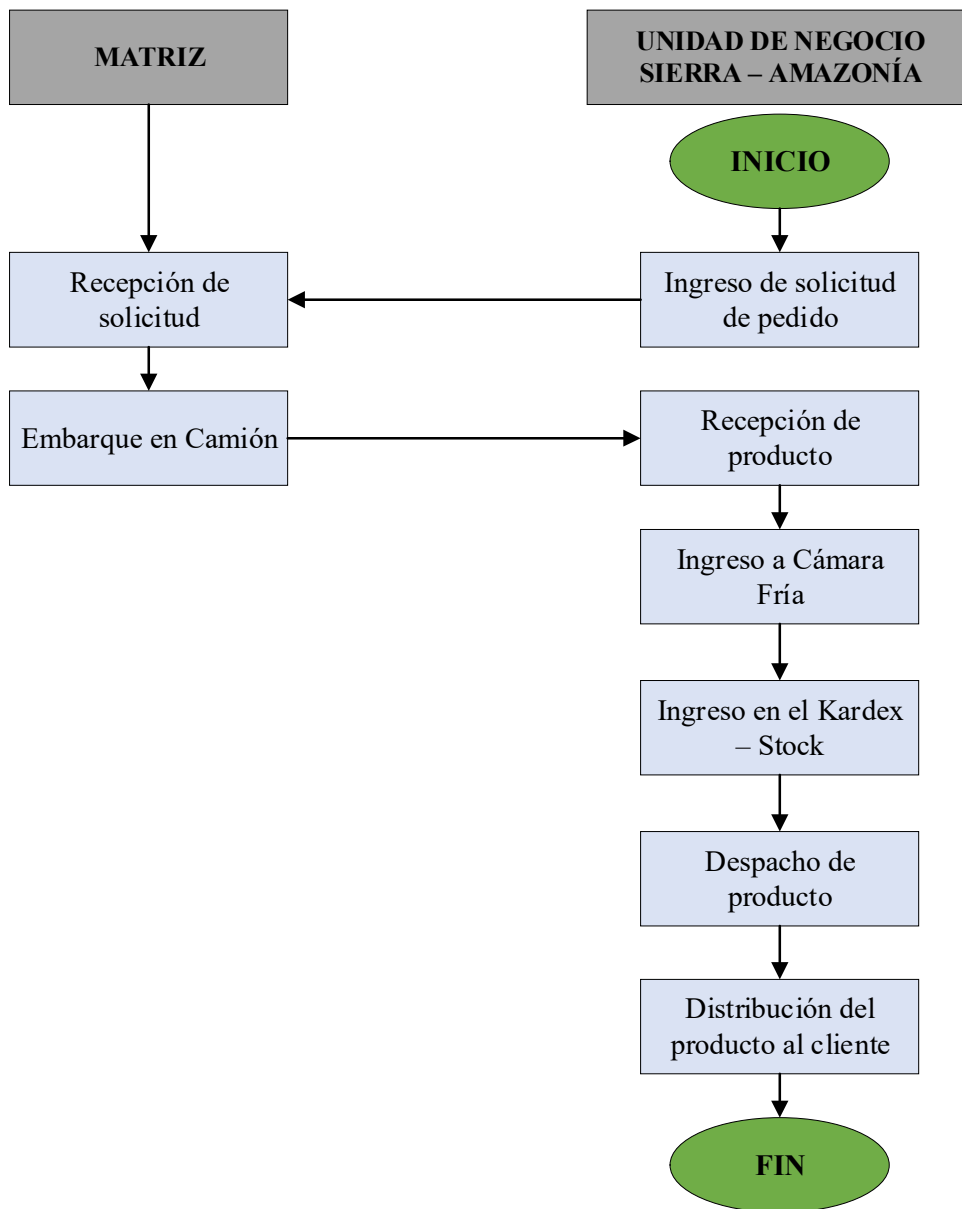 MATRIZ
UNIDAD DE NEGOCIO
SIERRA – AMAZONÍA
INICIO
Recepción de
solicitud
Ingreso de solicitud
de pedido
Embarque en Camión
Recepción de
producto
Ingreso a Cámara
Fría
Ingreso en el Kardex
– Stock
Despacho de
producto
Distribución del
producto al cliente
FIN